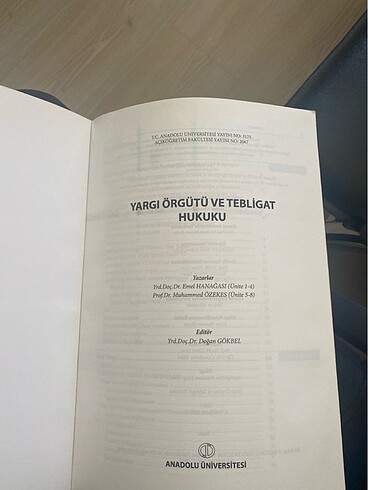 T.C. ANADOLU ÜNİVERSİTESİ YAYINI NO: 3175
AÇIKÖĞRETİM FAKÜLTESİ YAYINI NO: 2067
YARGI ÖRGÜTÜ VE TEBLİGAT
HUKUKU
Yazarlar
Yrd.Doç.Dr. Emel HANAĞASI (Ünite 1-4)
Prof.Dr. Muhammed ÖZEKES (Ünite 5-8)
Editör
Yrd.Doç.Dr. Doğan GÖKBEL
ANADOLU ÜNİVERSİTESİ